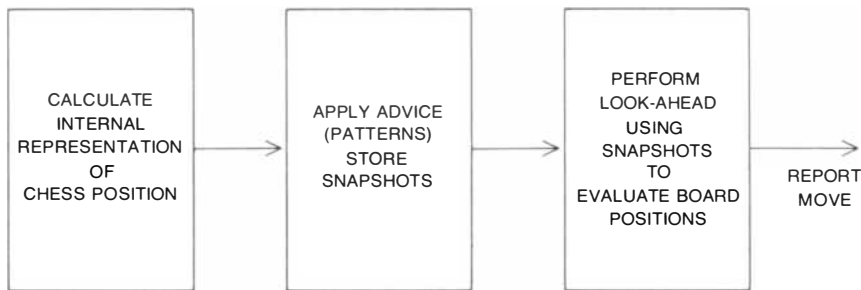 CALCULATE
INTERNAL
REPRESENTATION
OF
CHESS POSITION
APPLY ADVICE
(PATTERNS)
STORE
SNAPSHOTS
PERFORM
LOOK-AHEAD
USING
SNAPSHOTS
TO
EVALUATE BOARD
POSITIONS
REPORT
MOVE